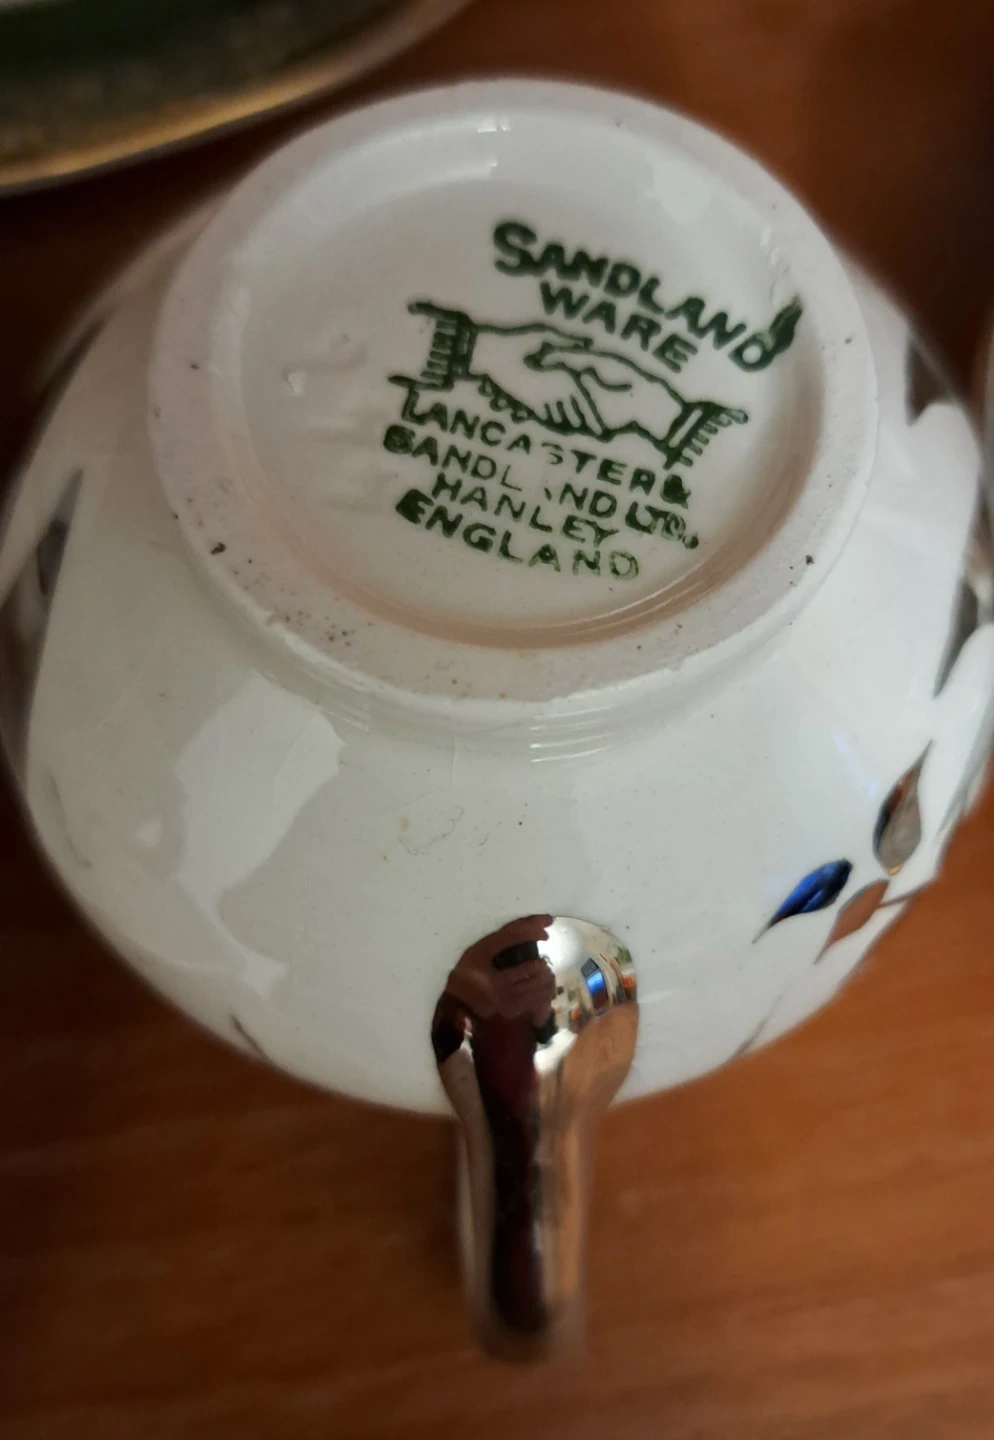 SANDLAND
WARE
LANCASTER &
SANDLAND LTD.
HANLEY
ENGLAND